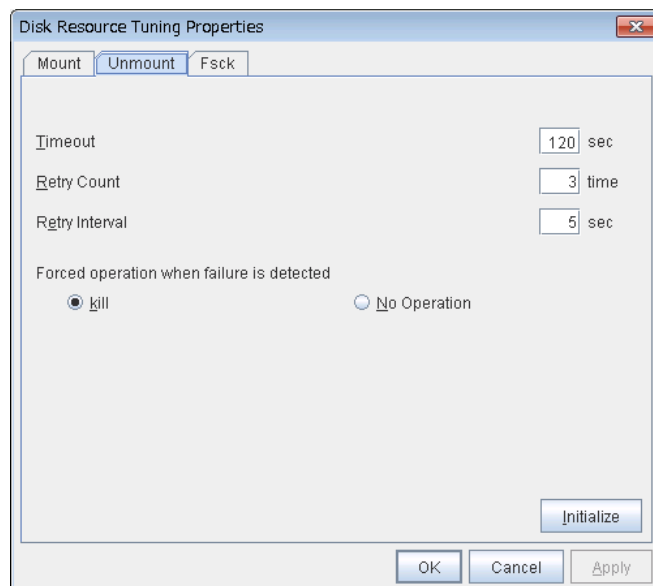 Disk Resource Tuning Properties
Mount Unmount Fsck
Timeout 120 sec
Retry Count 3 time
Retry Interval 5 sec
Forced operation when failure is detected
kill No Operation
Initialize
OK Cancel Apply